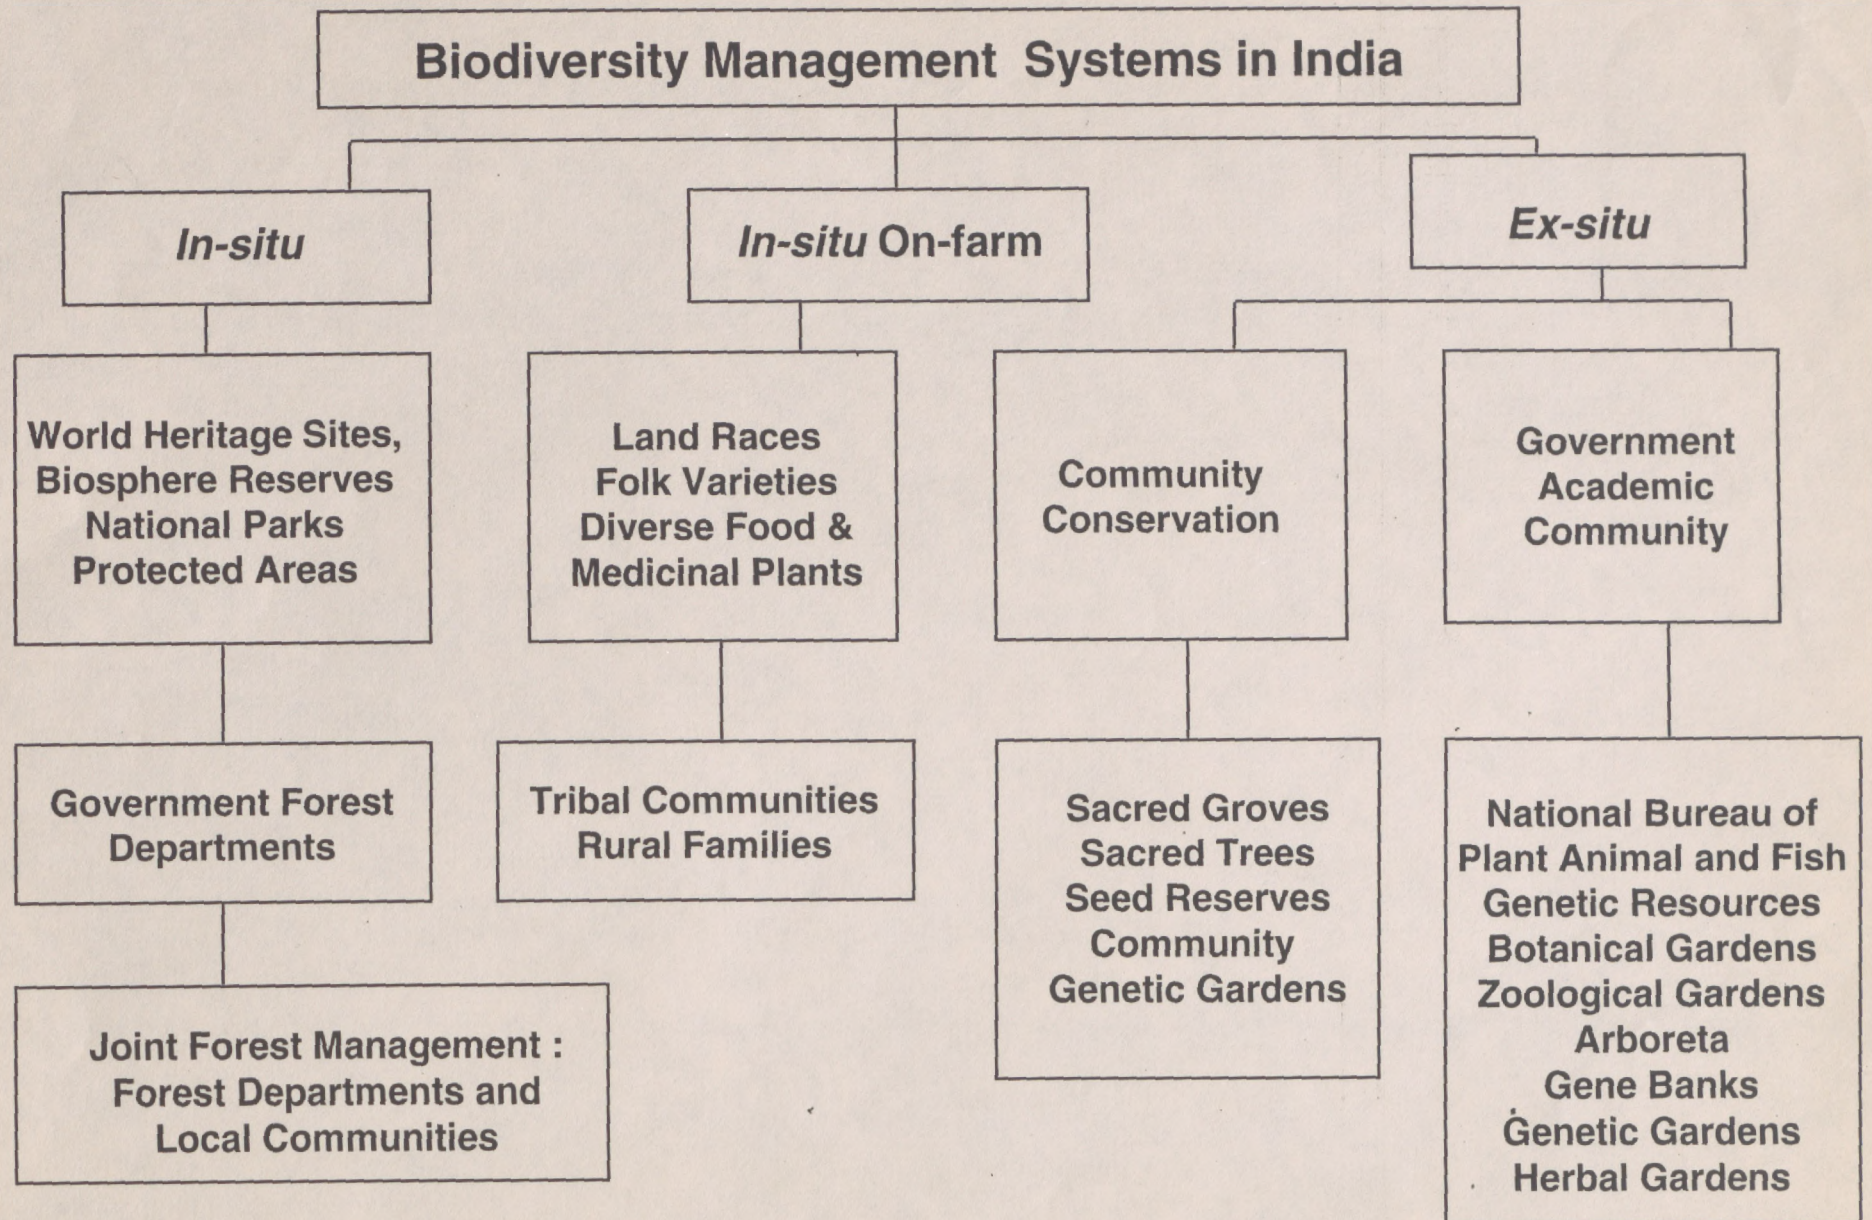 Biodiversity Management Systems in India
In-situ
In-situ On-farm
Ex-situ
World Heritage Sites,
Biosphere Reserves
National Parks
Protected Areas
Land Races
Folk Varieties
Diverse Food &
Medicinal Plants
Community
Conservation
Government
Academic
Community
Government Forest
Departments
Tribal Communities
Rural Families
Sacred Groves
Sacred Trees
Seed Reserves
Community
Genetic Gardens
National Bureau of
Plant Animal and Fish
Genetic Resources
Botanical Gardens
Zoological Gardens
Arboreta
Gene Banks
Genetic Gardens
Herbal Gardens
Joint Forest Management :
Forest Departments and
Local Communities